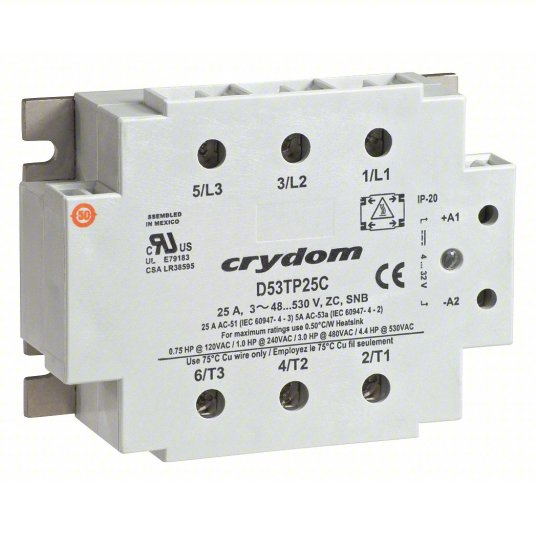 5/L3 3/L2 1/L1
50
ASSEMBLED
IN MEXICO
IP-20
+A1
c UL US
UL E79183
CSA LR38595
crydom
CE
4...32 V
D53TP25C
25 A, 3~48...530 V, ZC, SNB
-A2
25 A AC-51 (IEC 60947- 4 - 3) 5A AC-53a (IEC 60947- 4 - 2)
For maximum ratings use 0.50°C/W Heatsink
0.75 HP @ 120VAC / 1.0 HP @ 240VAC / 3.0 HP @ 480VAC / 4.4 HP @ 530VAC
Use 75°C Cu wire only / Employez le 75°C Cu fil seulement
6/T3 4/T2 2/T1